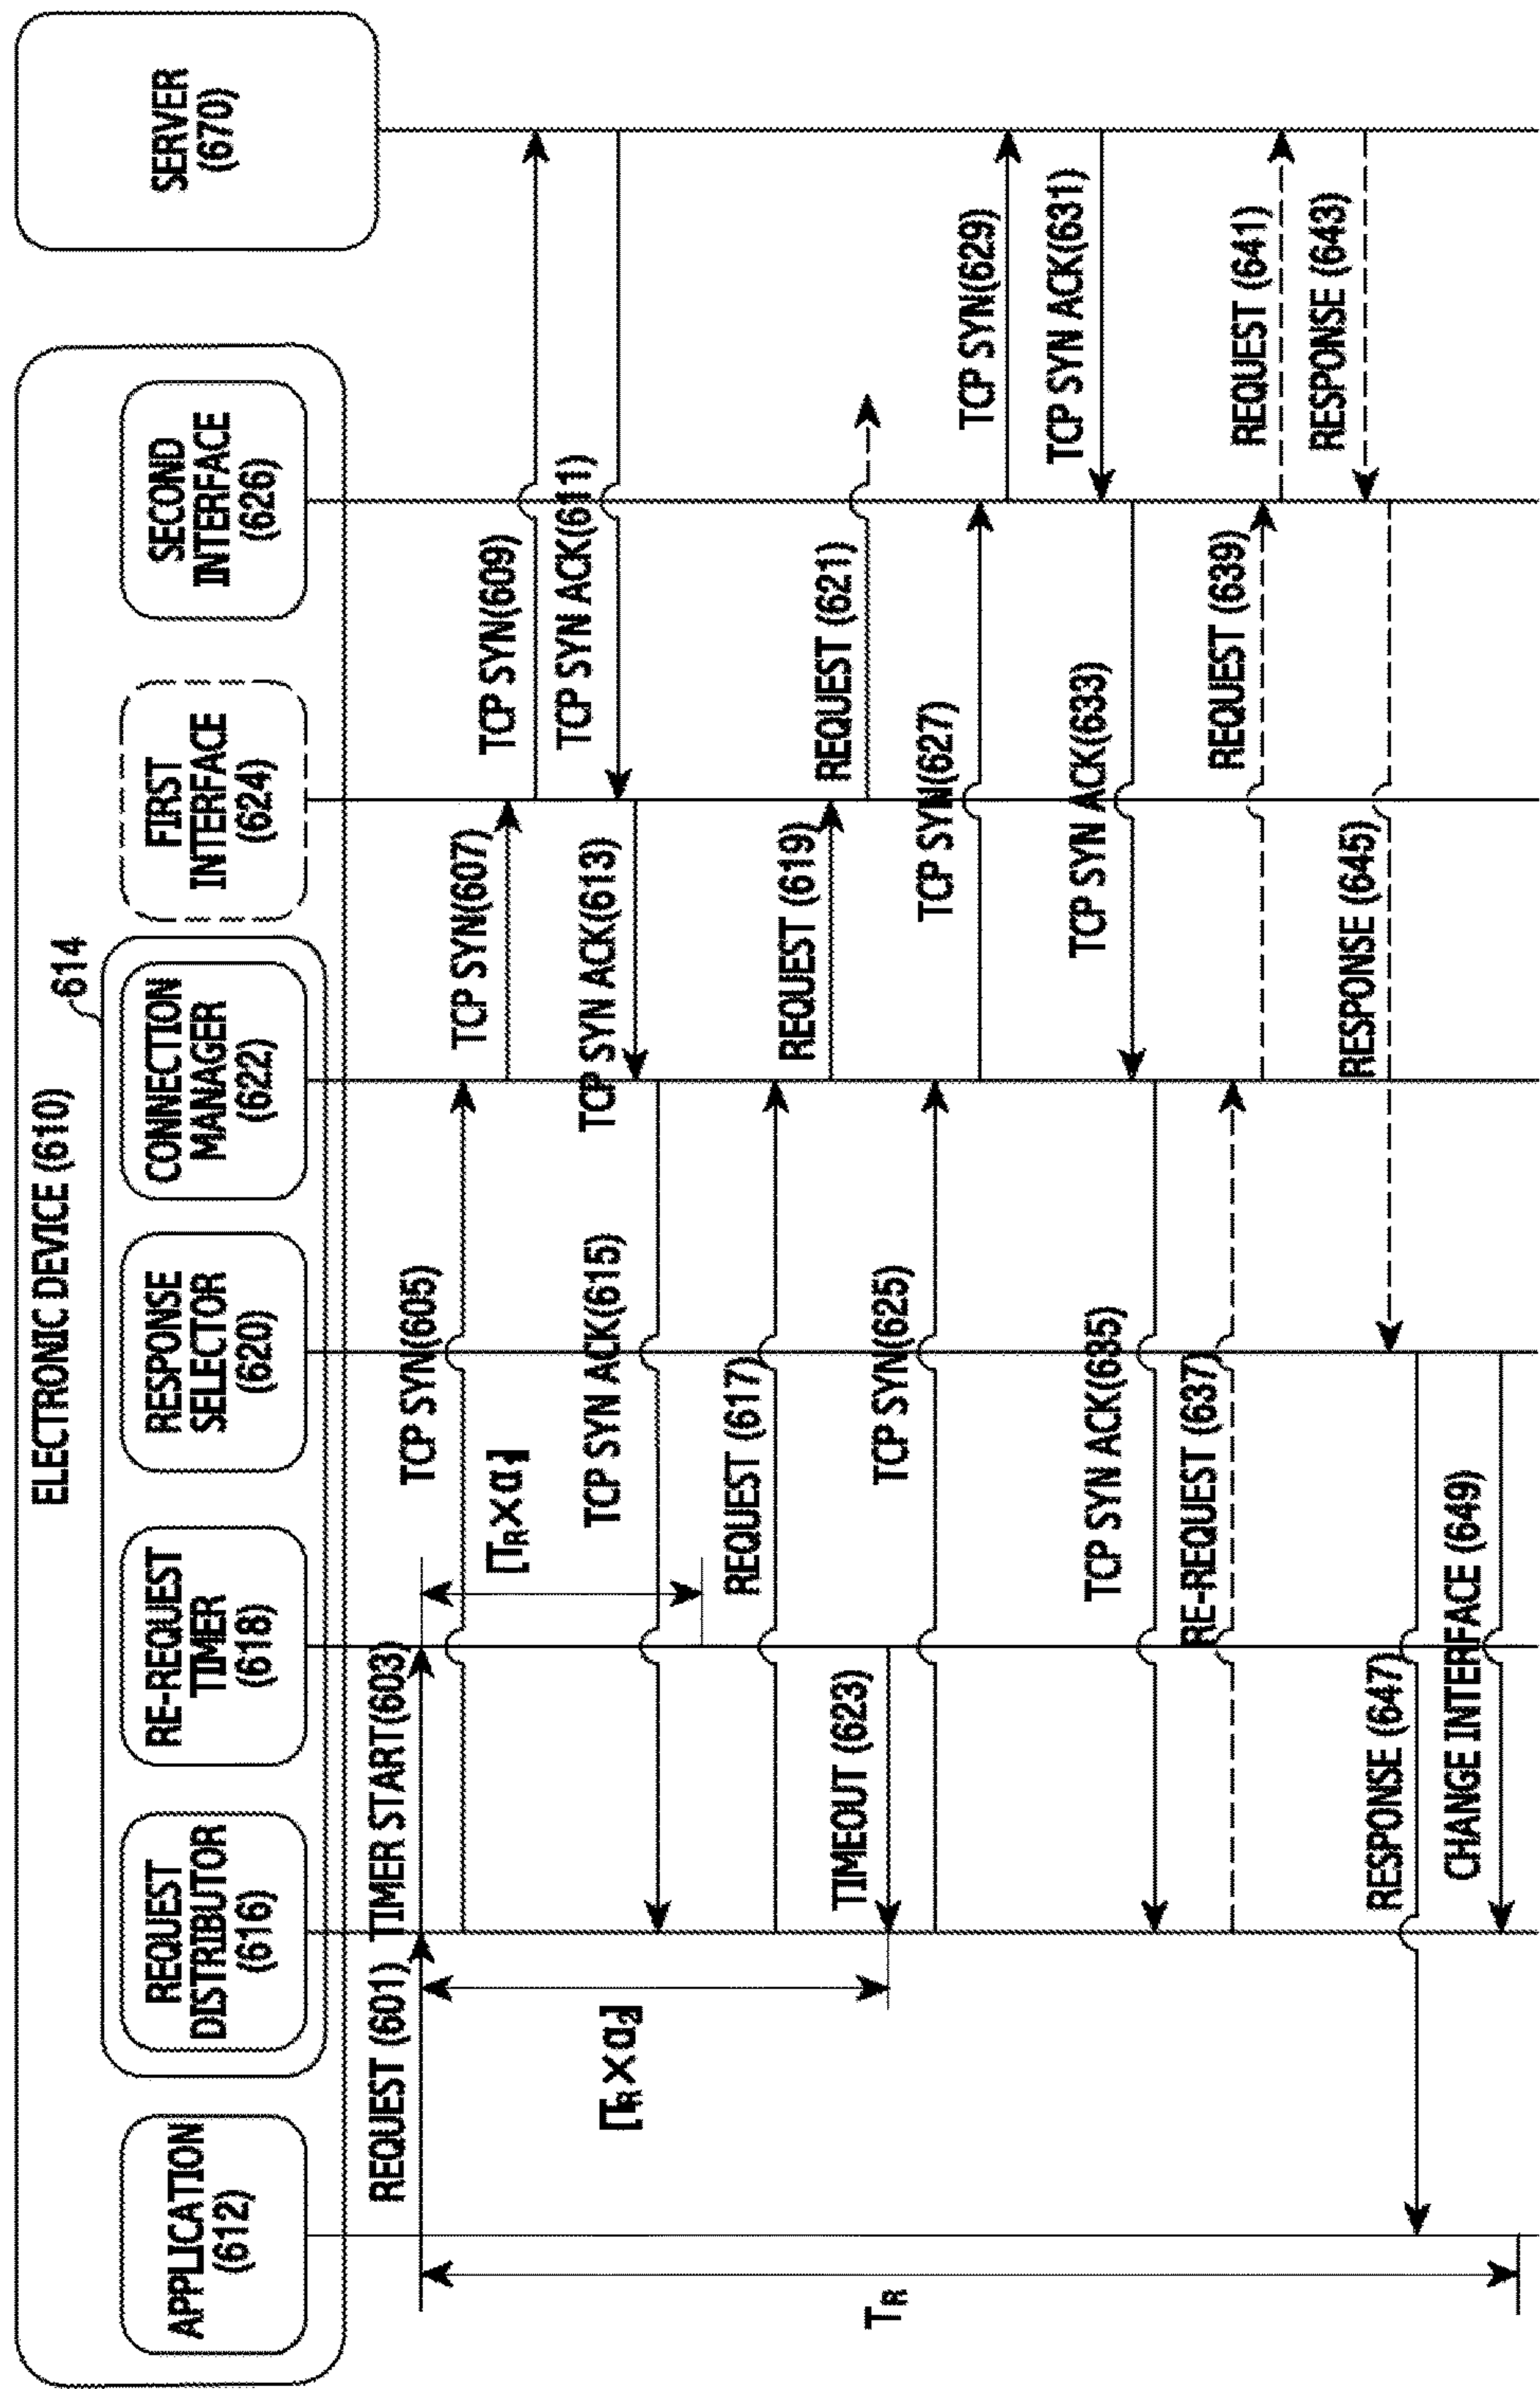 ELECTRONIC DEVICE (610)
614
APPLICATION
(612)
REQUEST
DISTRIBUTOR
(616)
RE-REQUEST
TIMER
(618)
RESPONSE
SELECTOR
(620)
CONNECTION
MANAGER
(622)
FIRST
INTERFACE
(624)
SECOND
INTERFACE
(626)
SERVER
(670)
REQUEST (601)
TIMER START(603)
TCP SYN(605)
TCP SYN(607)
TCP SYN(609)
[TR×α1]
TCP SYN ACK(611)
TCP SYN ACK(613)
TCP SYN ACK(615)
[TR×α2]
REQUEST (617)
REQUEST (619)
REQUEST (621)
TIMEOUT (623)
TCP SYN(625)
TCP SYN(627)
TCP SYN(629)
TCP SYN ACK(631)
TCP SYN ACK(633)
TCP SYN ACK(635)
TR
RE-REQUEST (637)
REQUEST (639)
REQUEST (641)
RESPONSE (643)
RESPONSE (645)
RESPONSE (647)
CHANGE INTERFACE (649)